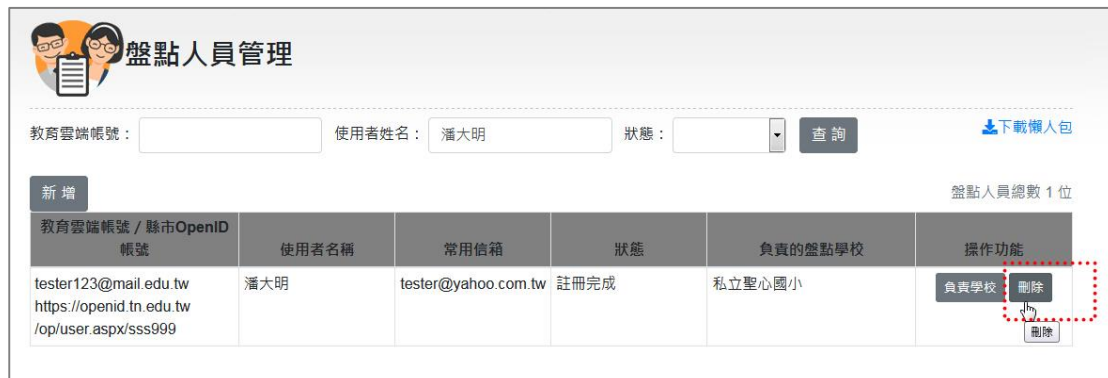 盤點人員管理
教育雲端帳號： 使用者姓名： 潘大明 狀態： 查詢 下載懶人包
新增 盤點人員總數 1 位
教育雲端帳號 / 縣市OpenID
帳號 使用者名稱 常用信箱 狀態 負責的盤點學校 操作功能
tester123@mail.edu.tw 潘大明 tester@yahoo.com.tw 註冊完成 私立聖心國小 負責學校 刪除
https://openid.tn.edu.tw
/op/user.aspx/sss999
刪除